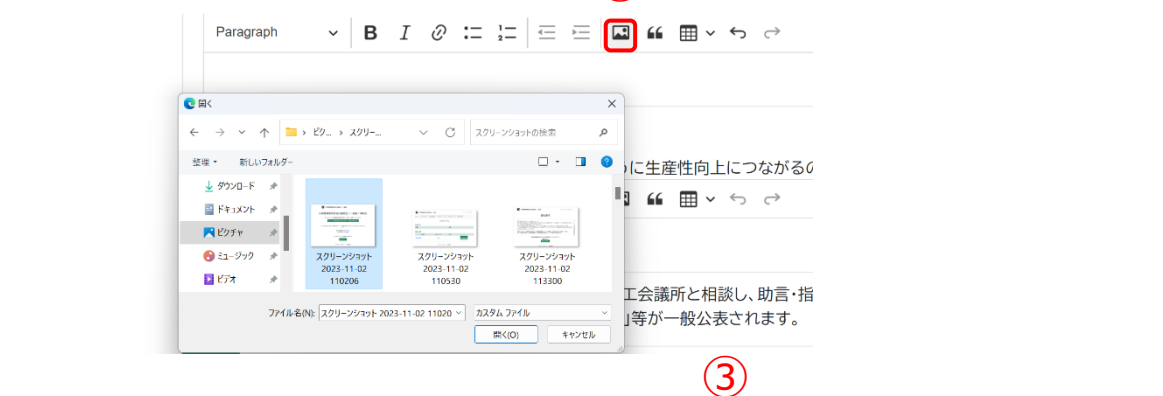 Paragraph
開く
ピク... › スクリー...
スクリーンショットの検索
整理
新しいフォルダー
に生産性向上につながるの
ダウンロード
ドキュメント
ピクチャ
ミュージック
ビデオ
スクリーンショット
2023-11-02
110206
スクリーンショット
2023-11-02
110530
スクリーンショット
2023-11-02
113300
工会議所と相談し、助言・指
等が一般公表されます。
ファイル名(N):
スクリーンショット 2023-11-02 11020
カスタム ファイル
開く(O)
キャンセル
③